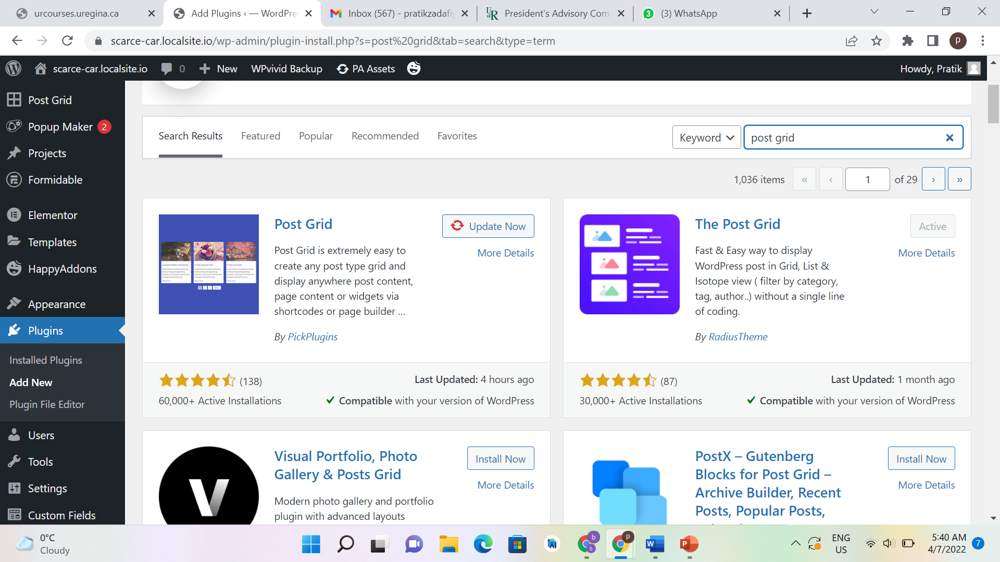 urcourses.uregina.ca
Add Plugins ‹ — WordPre
Inbox (567) - pratikzadafiy
President's Advisory Com
(3) WhatsApp
scarce-car.localsite.io/wp-admin/plugin-install.php?s=post%20grid&tab=search&type=term
p
scarce-car.localsite.io
0
New
WPvivid Backup
PA Assets
Howdy, Pratik
Post Grid
Popup Maker 2
Projects
Formidable
Elementor
Templates
HappyAddons
Appearance
Plugins
Installed Plugins
Add New
Plugin File Editor
Users
Tools
Settings
Custom Fields
Search Results
Featured
Popular
Recommended
Favorites
Keyword
post grid
1,036 items
«
‹
1
of 29
›
»
Post Grid
Update Now
More Details
Post Grid is extremely easy to
create any post type grid and
display anywhere post content,
page content or widgets via
shortcodes or page builder ...
By PickPlugins
(138)
60,000+ Active Installations
Last Updated: 4 hours ago
Compatible with your version of WordPress
The Post Grid
Active
More Details
Fast & Easy way to display
WordPress post in Grid, List &
Isotope view ( filter by category,
tag, author..) without a single line
of coding.
By RadiusTheme
(87)
30,000+ Active Installations
Last Updated: 1 month ago
Compatible with your version of WordPress
Visual Portfolio, Photo
Gallery & Posts Grid
Install Now
More Details
Modern photo gallery and portfolio
plugin with advanced layouts
PostX – Gutenberg
Blocks for Post Grid –
Archive Builder, Recent
Posts, Popular Posts,
Install Now
More Details
0°C
Cloudy
ENG
US
5:40 AM
4/7/2022
7